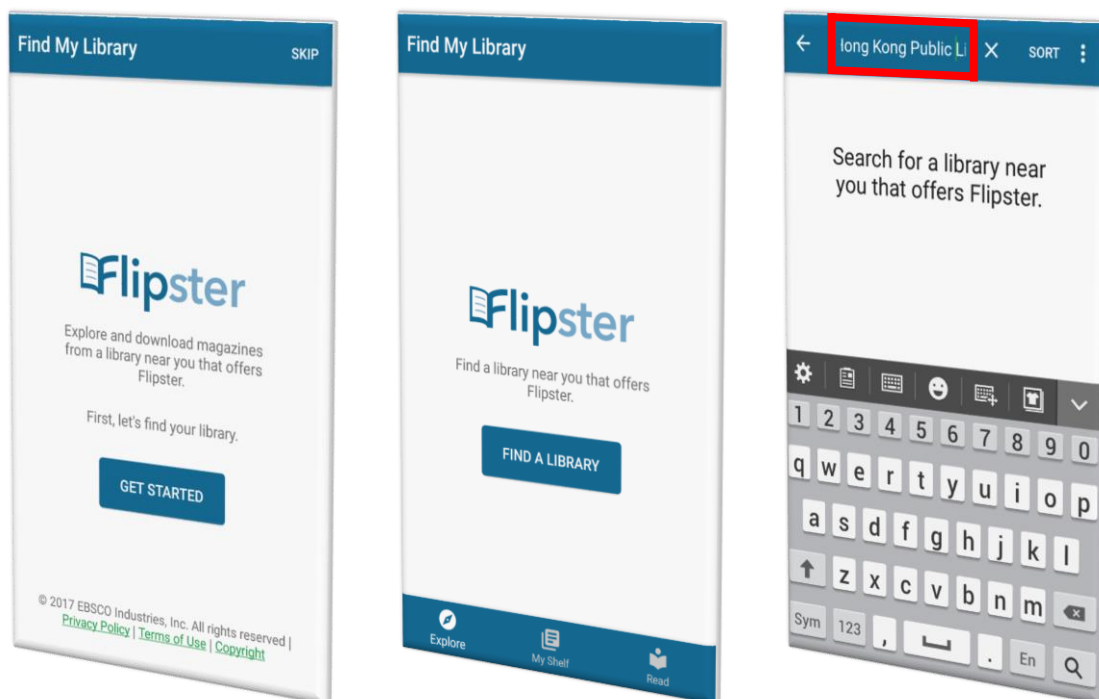 Find My Library
SKIP
Flipster
Explore and download magazines
from a library near you that offers
Flipster.
First, let's find your library.
GET STARTED
© 2017 EBSCO Industries, Inc. All rights reserved |
Privacy Policy | Terms of Use | Copyright
Find My Library
Flipster
Find a library near you that offers
Flipster.
FIND A LIBRARY
Explore
My Shelf
Read
long Kong Public Li
SORT
Search for a library near
you that offers Flipster.
1 2 3 4 5 6 7 8 9 0
q w e r t y u i o p
a s d f g h j k l
z x c v b n m
Sym 123 , . En